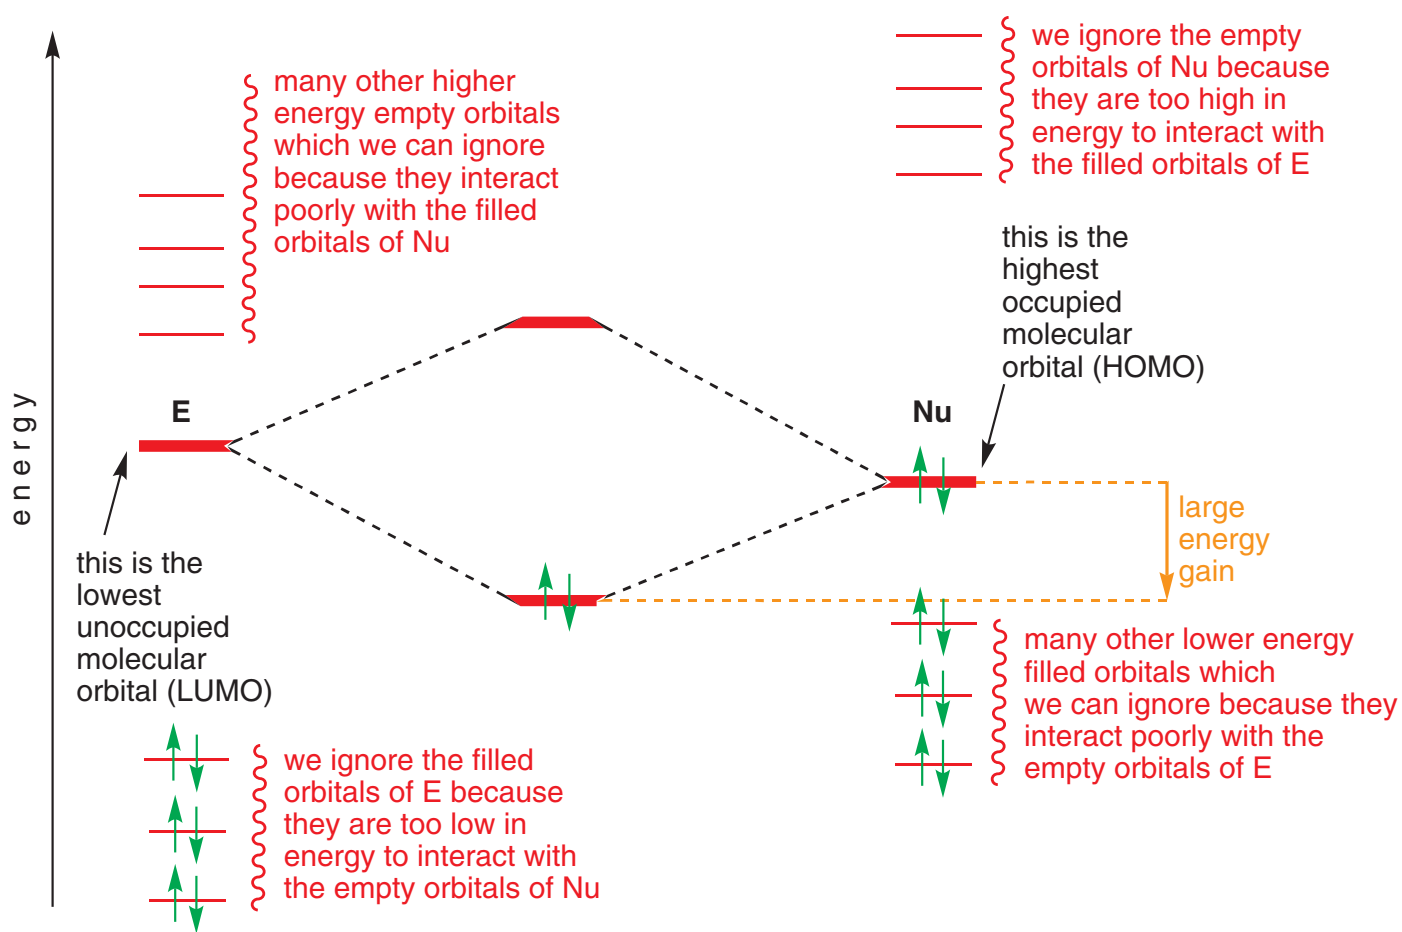 many other higher
energy empty orbitals
which we can ignore
because they interact
poorly with the filled
orbitals of Nu
we ignore the empty
orbitals of Nu because
they are too high in
energy to interact with
the filled orbitals of E
this is the
highest
occupied
molecular
orbital (HOMO)
E
Nu
energy
large
energy
gain
this is the
lowest
unoccupied
molecular
orbital (LUMO)
many other lower energy
filled orbitals which
we can ignore because they
interact poorly with the
empty orbitals of E
we ignore the filled
orbitals of E because
they are too low in
energy to interact with
the empty orbitals of Nu